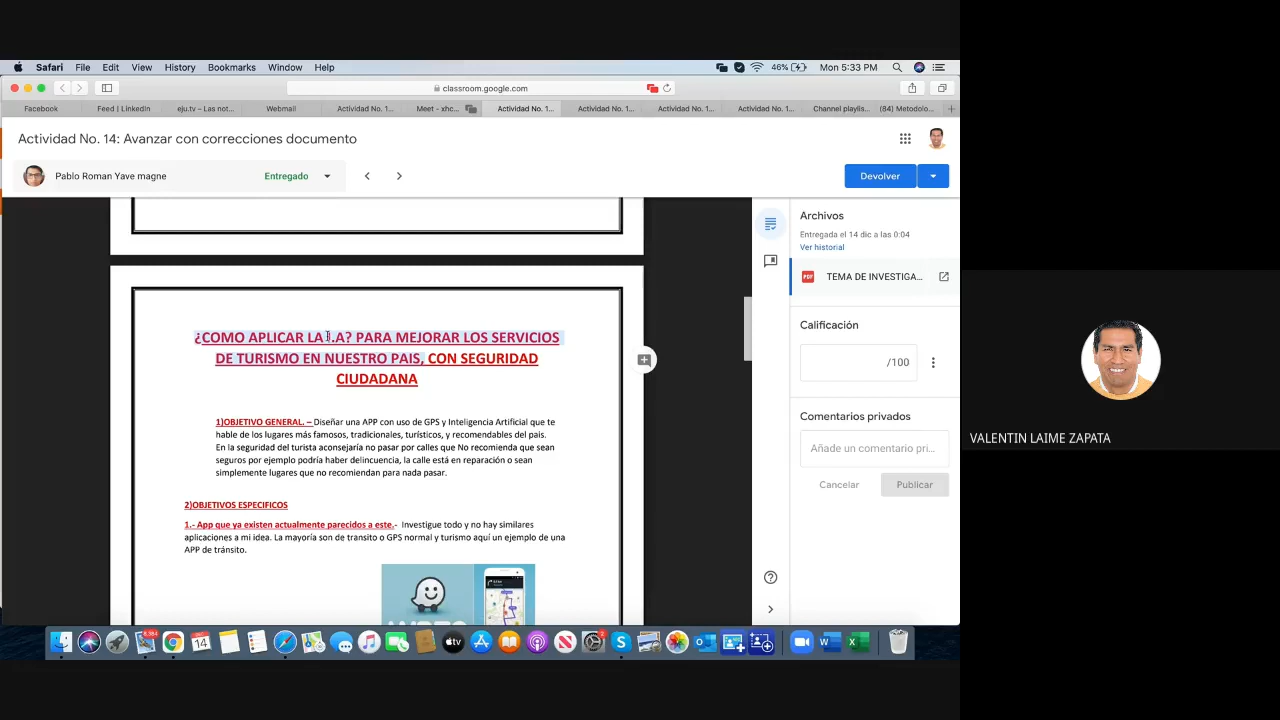 Safari File Edit View History Bookmarks Window Help 46% Mon 5:33 PM
classroom.google.com
Facebook Feed | LinkedIn eju.tv – Las not... Webmail Actividad No. 1... Meet - xhc... Actividad No. 1... Actividad No. 1... Actividad No. 1... Actividad No. 1... Channel playlis... (84) Metodolo...
Actividad No. 14: Avanzar con correcciones documento
Pablo Roman Yave magne Entregado
Devolver
¿COMO APLICAR LA I.A? PARA MEJORAR LOS SERVICIOS
DE TURISMO EN NUESTRO PAIS, CON SEGURIDAD
CIUDADANA
1)OBJETIVO GENERAL. – Diseñar una APP con uso de GPS y Inteligencia Artificial que te
hable de los lugares más famosos, tradicionales, turísticos, y recomendables del pais.
En la seguridad del turista aconsejaría no pasar por calles que No recomienda que sean
seguros por ejemplo podría haber delincuencia, la calle está en reparación o sean
simplemente lugares que no recomiendan para nada pasar.
2)OBJETIVOS ESPECIFICOS
1.- App que ya existen actualmente parecidos a este.- Investigue todo y no hay similares
aplicaciones a mi idea. La mayoría son de transito o GPS normal y turismo aquí un ejemplo de una
APP de tránsito.
Archivos
Entregada el 14 dic a las 0:04
Ver historial
PDF TEMA DE INVESTIGA...
Calificación
/100
Comentarios privados
Añade un comentario pri...
Cancelar Publicar
VALENTIN LAIME ZAPATA